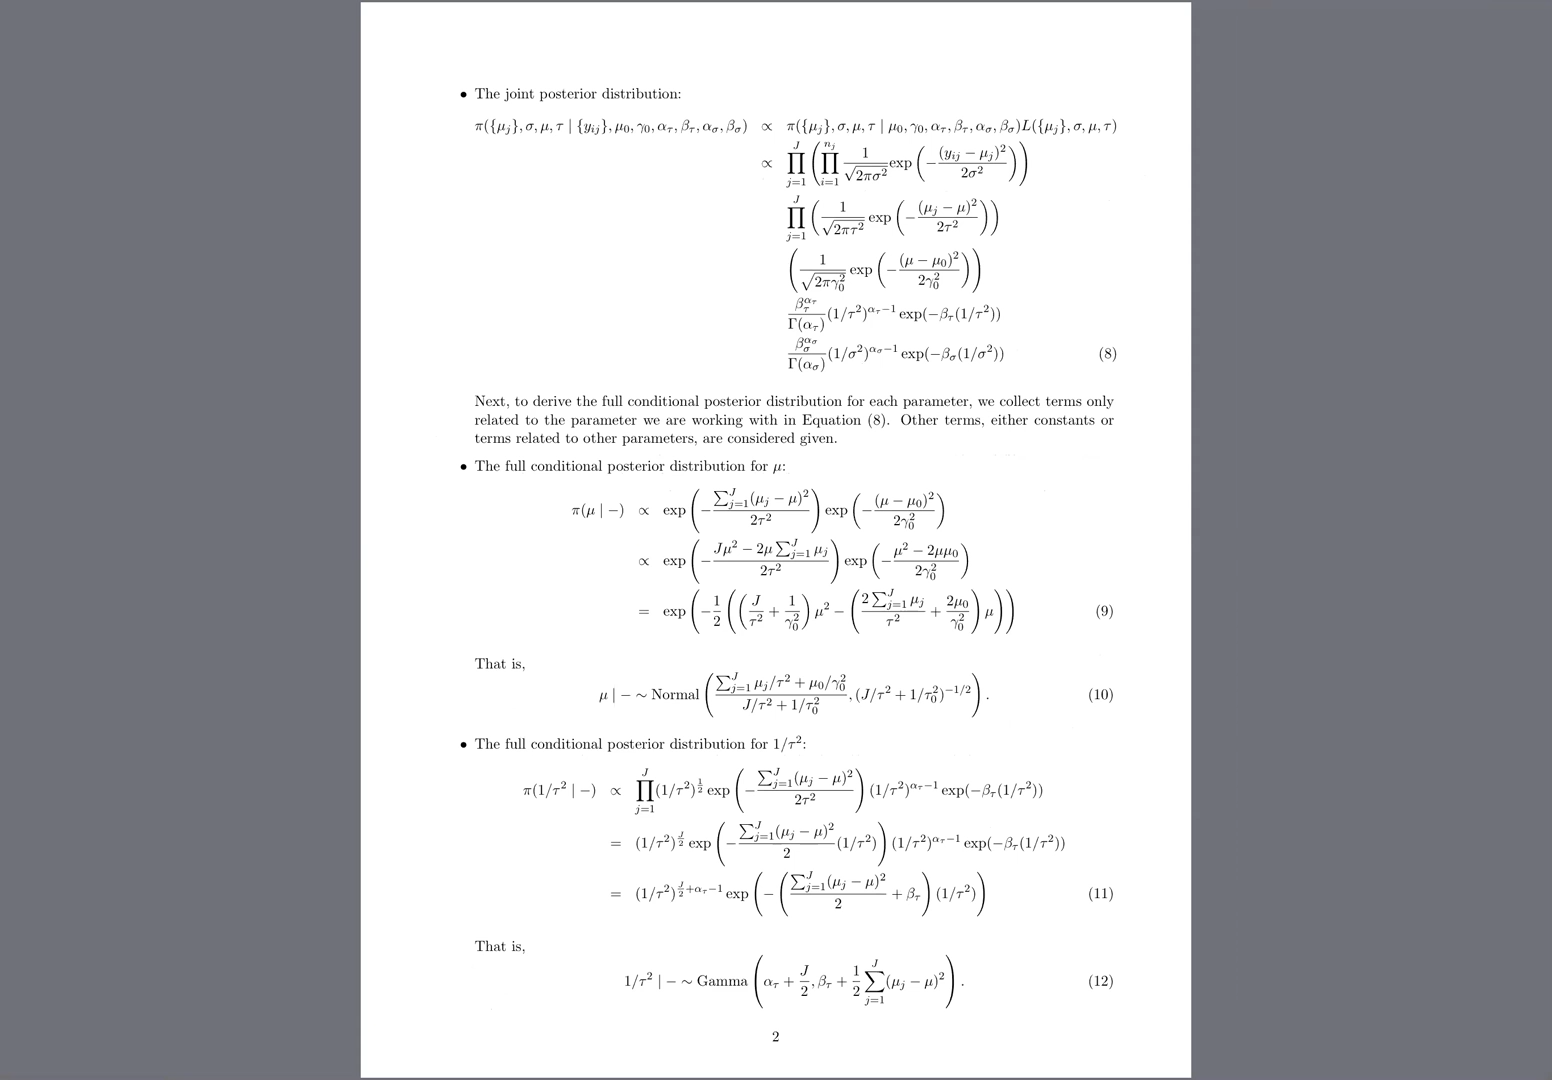 • The joint posterior distribution:
π({μ_j}, σ, μ, τ | {y_ij}, μ_0, γ_0, α_τ, β_τ, α_σ, β_σ) ∝ π({μ_j}, σ, μ, τ | μ_0, γ_0, α_τ, β_τ, α_σ, β_σ)L({μ_j}, σ, μ, τ)
∝ ∏_{j=1}^{J} (∏_{i=1}^{n_j} 1/√(2πσ^2) exp(−(y_ij − μ_j)^2/(2σ^2)))
∏_{j=1}^{J} (1/√(2πτ^2) exp(−(μ_j − μ)^2/(2τ^2)))
(1/√(2πγ_0^2) exp(−(μ − μ_0)^2/(2γ_0^2)))
β_τ^{α_τ}/Γ(α_τ) (1/τ^2)^{α_τ−1} exp(−β_τ(1/τ^2))
β_σ^{α_σ}/Γ(α_σ) (1/σ^2)^{α_σ−1} exp(−β_σ(1/σ^2)) (8)
Next, to derive the full conditional posterior distribution for each parameter, we collect terms only
related to the parameter we are working with in Equation (8). Other terms, either constants or
terms related to other parameters, are considered given.
• The full conditional posterior distribution for μ:
π(μ | −) ∝ exp(−∑_{j=1}^{J}(μ_j − μ)^2/(2τ^2)) exp(−(μ − μ_0)^2/(2γ_0^2))
∝ exp(−(Jμ^2 − 2μ∑_{j=1}^{J} μ_j)/(2τ^2)) exp(−(μ^2 − 2μμ_0)/(2γ_0^2))
= exp(−1/2((J/τ^2 + 1/γ_0^2)μ^2 − (2∑_{j=1}^{J} μ_j/τ^2 + 2μ_0/γ_0^2)μ)) (9)
That is,
μ | − ∼ Normal((∑_{j=1}^{J} μ_j/τ^2 + μ_0/γ_0^2)/(J/τ^2 + 1/τ_0^2), (J/τ^2 + 1/τ_0^2)^{−1/2}). (10)
• The full conditional posterior distribution for 1/τ^2:
π(1/τ^2 | −) ∝ ∏_{j=1}^{J}(1/τ^2)^{1/2} exp(−∑_{j=1}^{J}(μ_j − μ)^2/(2τ^2)) (1/τ^2)^{α_τ−1} exp(−β_τ(1/τ^2))
= (1/τ^2)^{J/2} exp(−∑_{j=1}^{J}(μ_j − μ)^2/2 (1/τ^2)) (1/τ^2)^{α_τ−1} exp(−β_τ(1/τ^2))
= (1/τ^2)^{J/2+α_τ−1} exp(−(∑_{j=1}^{J}(μ_j − μ)^2/2 + β_τ)(1/τ^2)) (11)
That is,
1/τ^2 | − ∼ Gamma(α_τ + J/2, β_τ + 1/2 ∑_{j=1}^{J}(μ_j − μ)^2). (12)
2